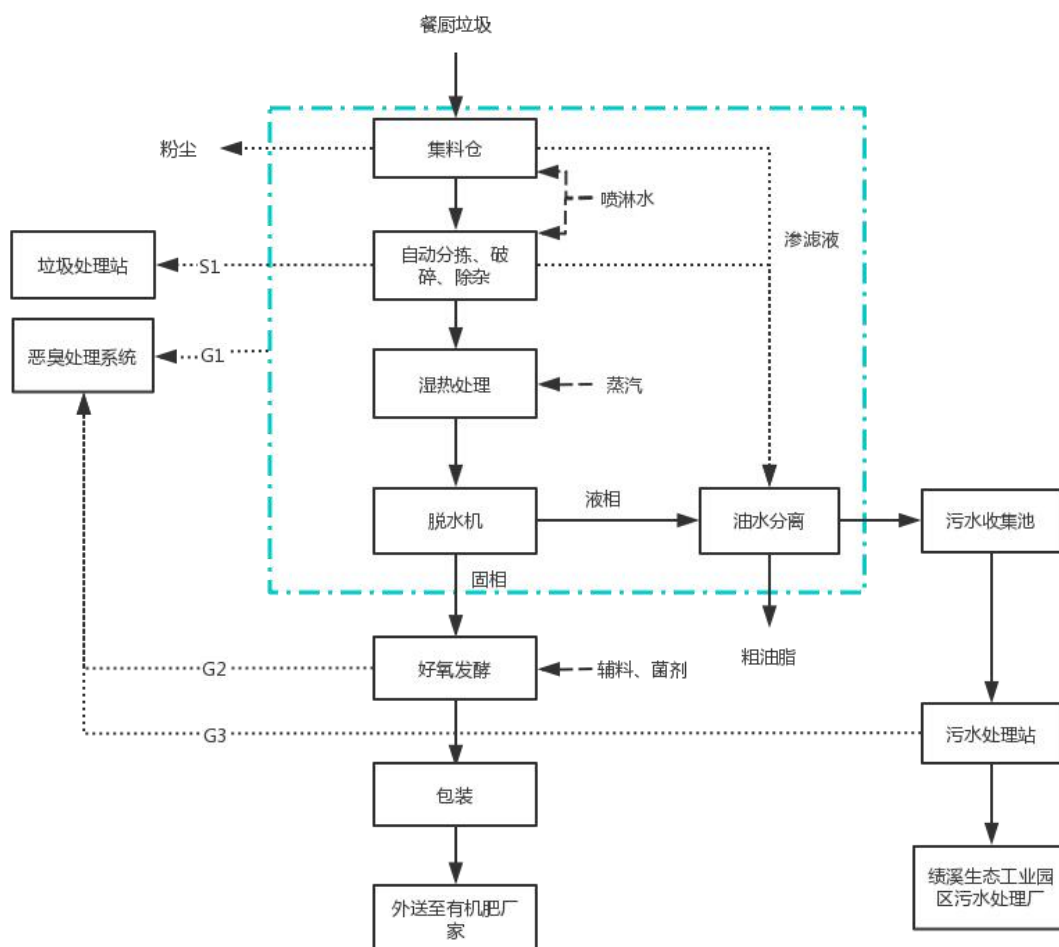 餐厨垃圾
粉尘
集料仓
喷淋水
渗滤液
垃圾处理站
S1
自动分拣、破
碎、除杂
恶臭处理系统
G1
湿热处理
蒸汽
脱水机
液相
油水分离
污水收集池
固相
粗油脂
G2
好氧发酵
辅料、菌剂
G3
污水处理站
包装
外送至有机肥厂
家
绩溪生态工业园
区污水处理厂